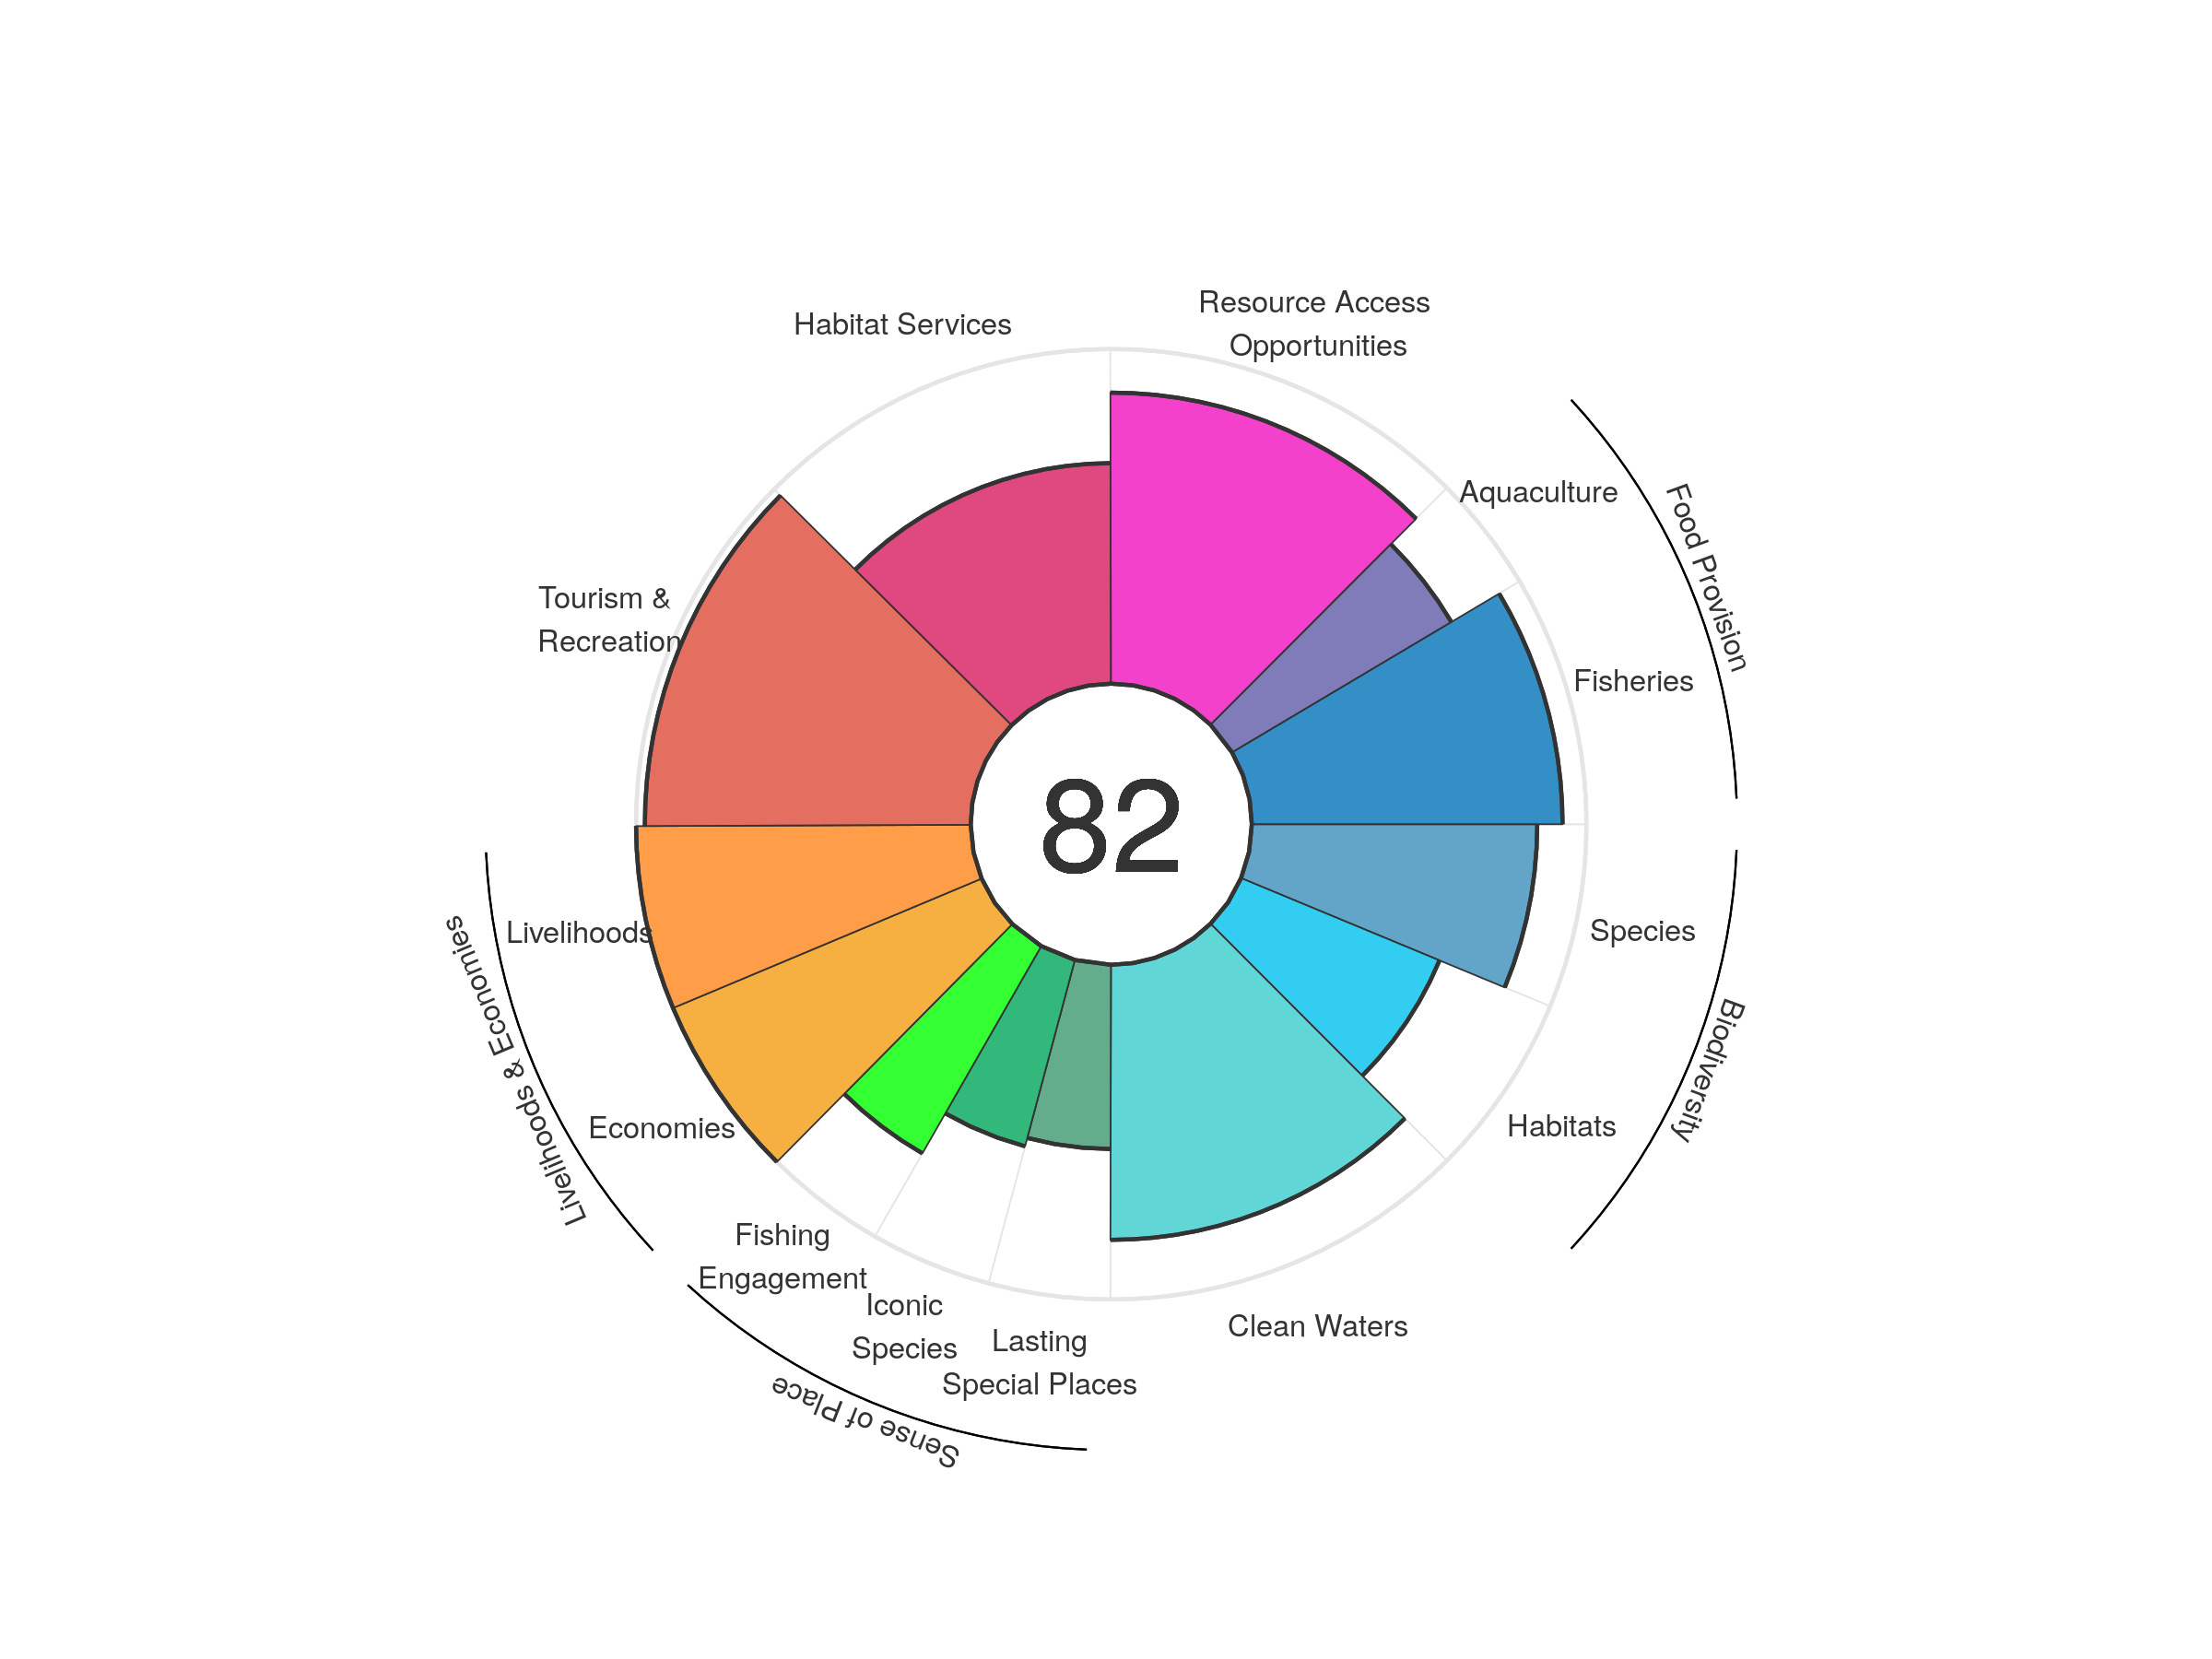 Resource Access
Opportunities
Habitat Services
Aquaculture
Food Provision
Tourism &
Recreation
Fisheries
82
Livelihoods
Species
Livelihoods & Economies
Biodiversity
Economies
Habitats
Fishing
Engagement
Iconic
Species
Lasting
Special Places
Clean Waters
Sense of Place